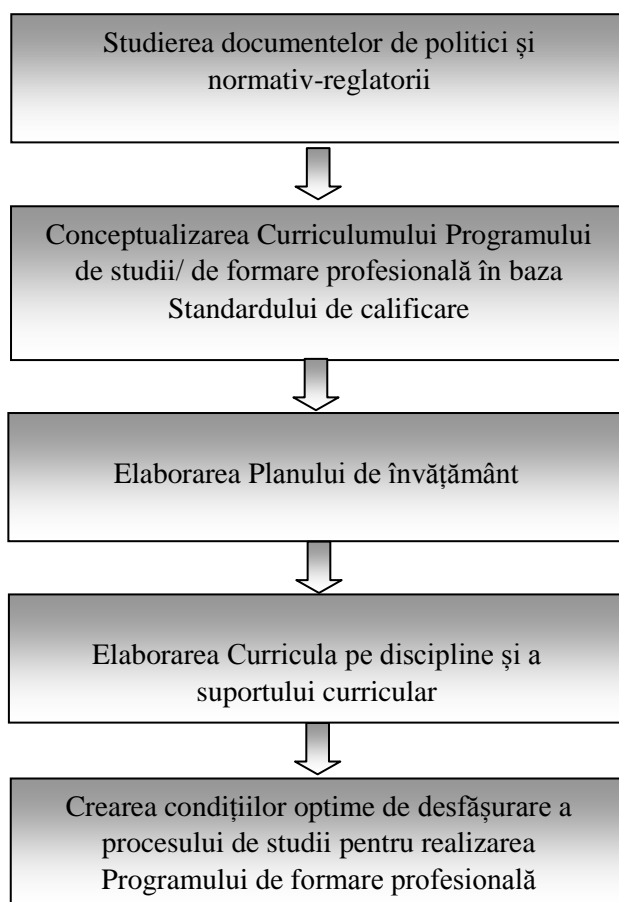 Studierea documentelor de politici și
normativ-reglatorii
Conceptualizarea Curriculumului Programului
de studii/ de formare profesională în baza
Standardului de calificare
Elaborarea Planului de învățământ
Elaborarea Curricula pe discipline și a
suportului curricular
Crearea condițiilor optime de desfășurare a
procesului de studii pentru realizarea
Programului de formare profesională